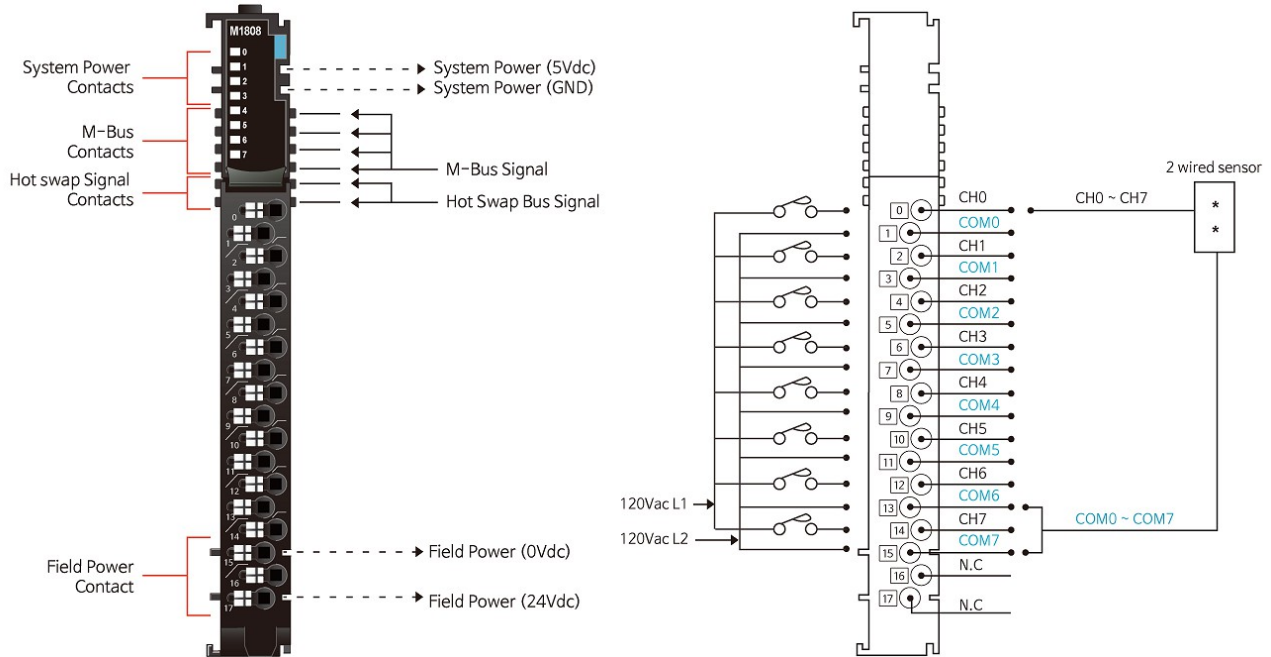 M1808
0
1
2
3
4
5
6
7
System Power
Contacts
M-Bus
Contacts
Hot swap Signal
Contacts
System Power (5Vdc)
System Power (GND)
M-Bus Signal
Hot Swap Bus Signal
0
1
2
3
4
5
6
7
8
9
10
11
12
13
14
15
16
17
Field Power
Contact
Field Power (0Vdc)
Field Power (24Vdc)
120Vac L1
120Vac L2
0 CH0
1 COM0
2 CH1
3 COM1
4 CH2
5 COM2
6 CH3
7 COM3
8 CH4
9 COM4
10 CH5
11 COM5
12 CH6
13 COM6
14 CH7
15 COM7
16 N.C
17 N.C
2 wired sensor
CH0 ~ CH7
*
*
COM0 ~ COM7